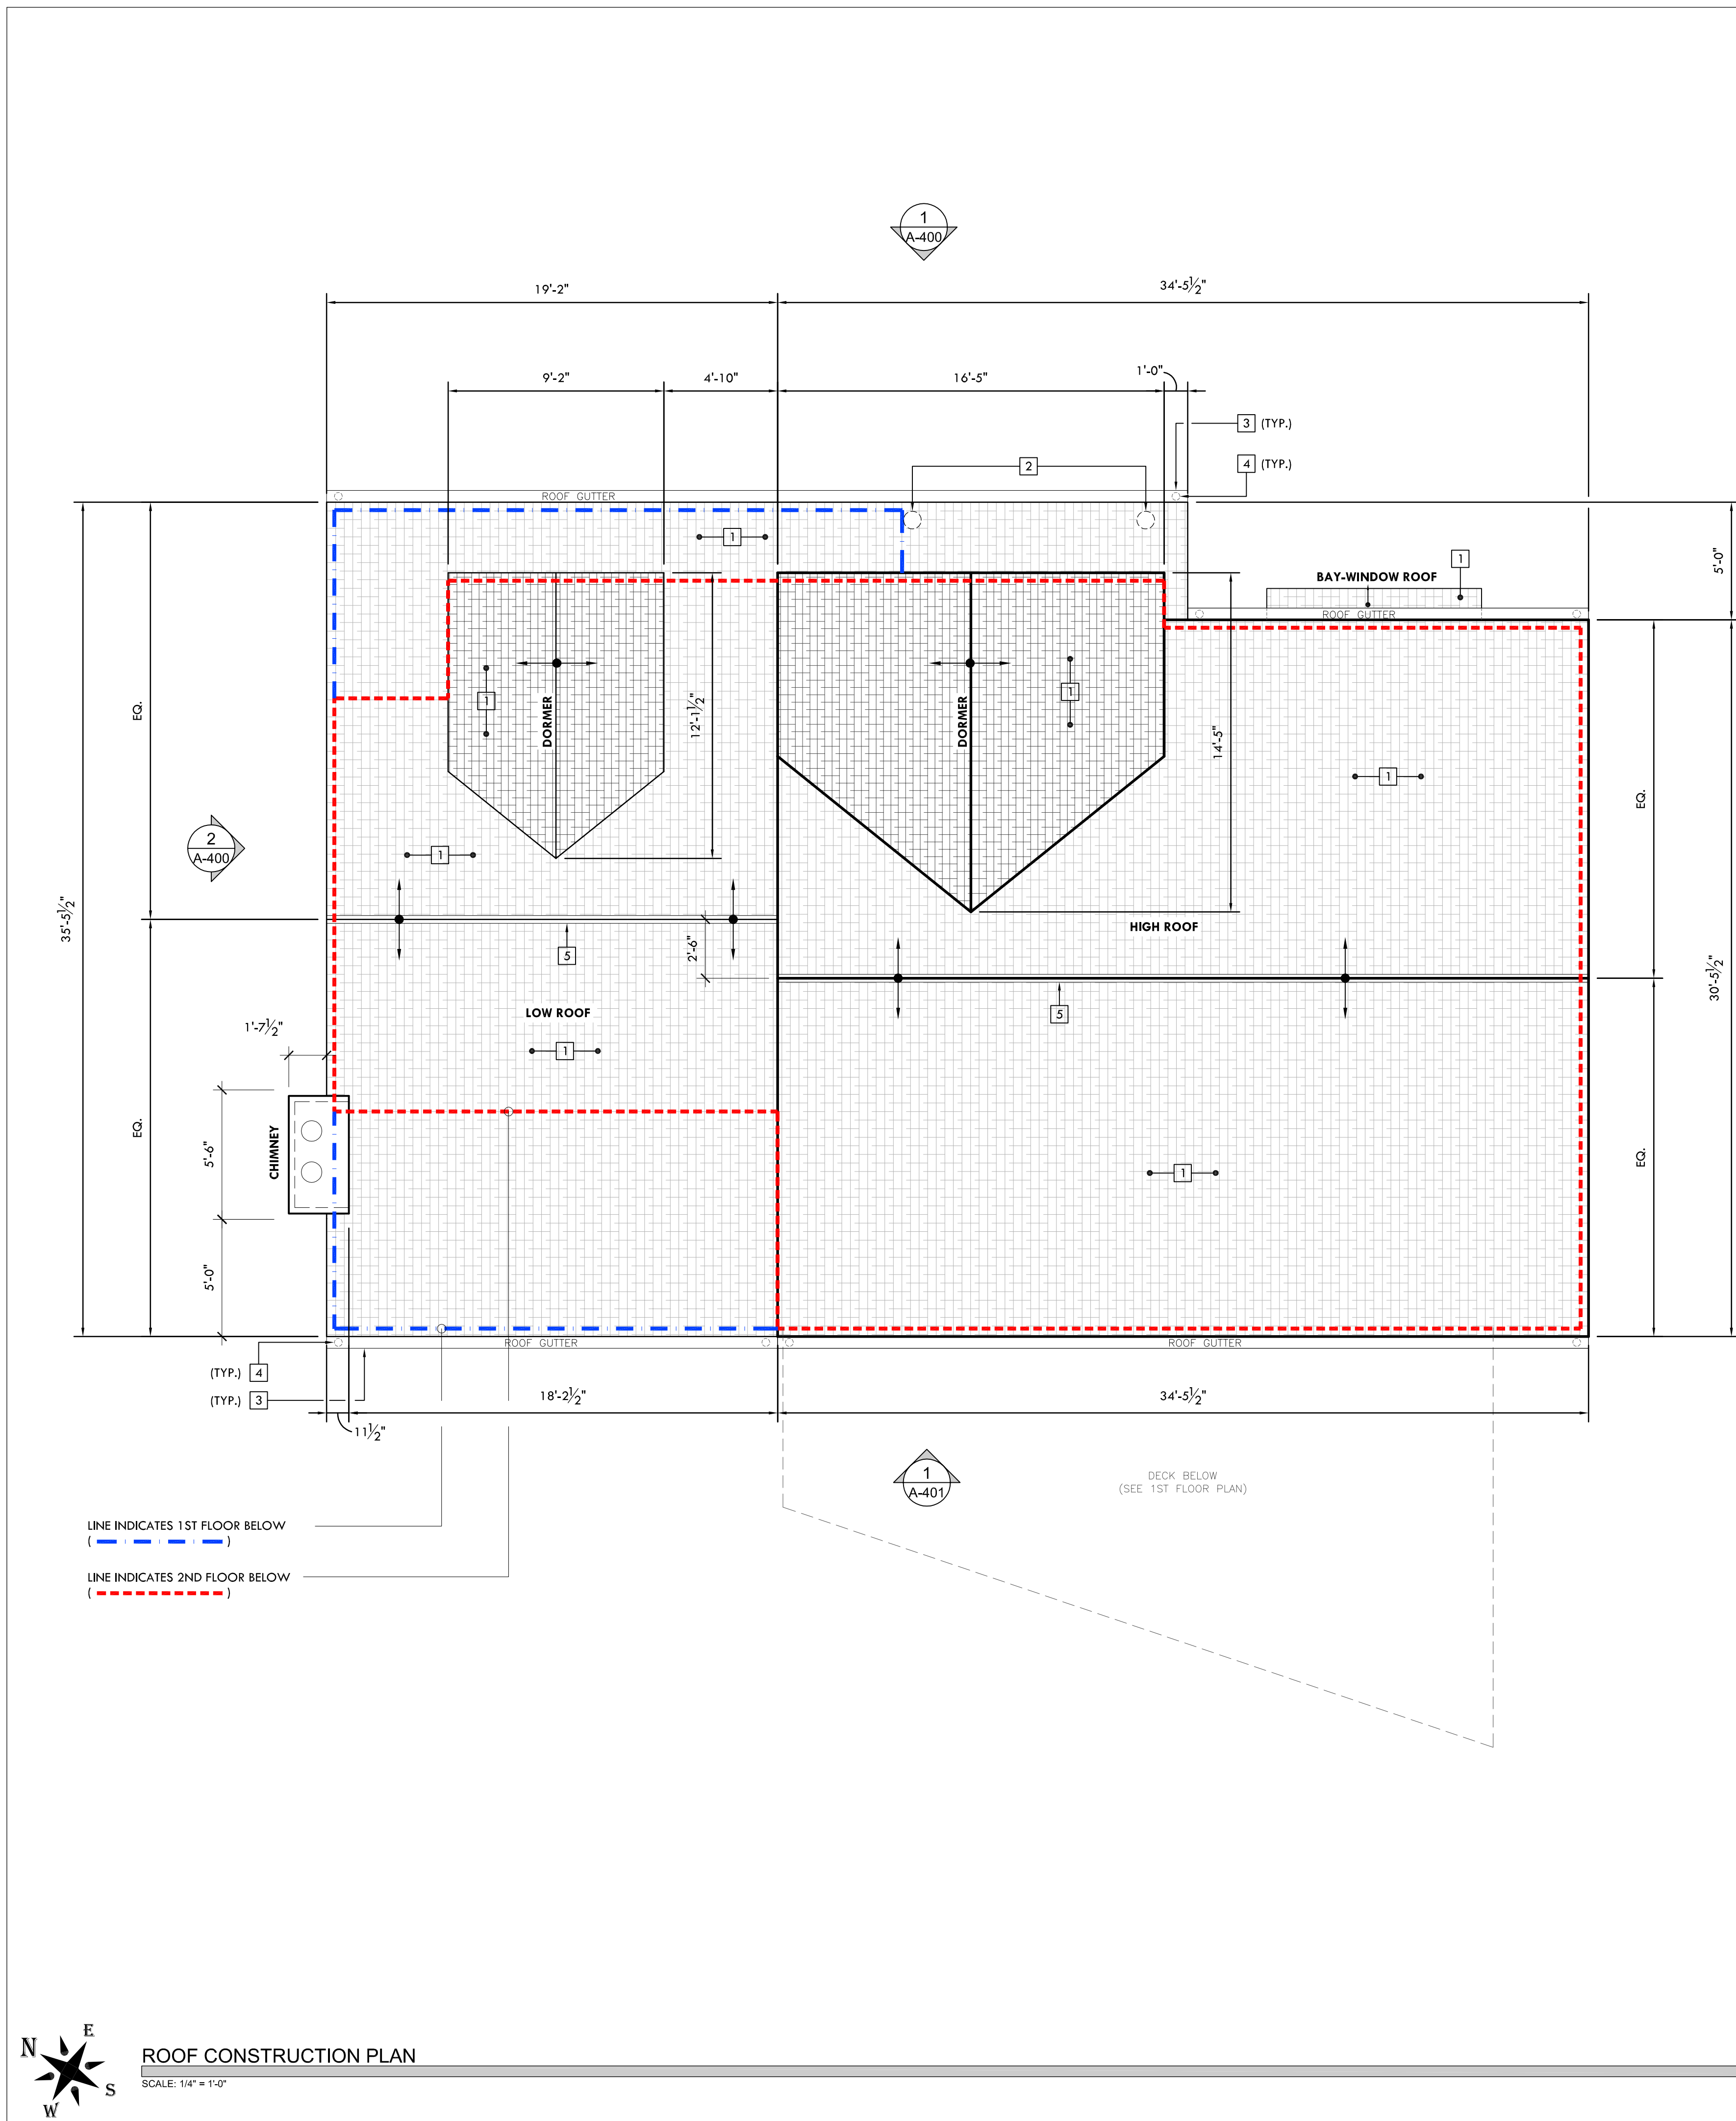 1
A-400
19'-2"
34'-5½"
9'-2"
4'-10"
16'-5"
1'-0"
3 (TYP.)
2
4 (TYP.)
ROOF GUTTER
1
1
BAY-WINDOW ROOF
ROOF GUTTER
5'-0"
DORMER
1
12'-1½"
DORMER
1
14'-5"
EQ.
1
EQ.
2
A-400
1
35'-5½"
HIGH ROOF
2'-6"
5
30'-5½"
LOW ROOF
5
1'-7½"
1
CHIMNEY
5'-6"
EQ.
EQ.
1
5'-0"
ROOF GUTTER
ROOF GUTTER
(TYP.) 4
(TYP.) 3
18'-2½"
34'-5½"
11½"
1
A-401
DECK BELOW
(SEE 1ST FLOOR PLAN)
LINE INDICATES 1ST FLOOR BELOW
( )
LINE INDICATES 2ND FLOOR BELOW
( )
N
E
S
W
ROOF CONSTRUCTION PLAN
SCALE: 1/4" = 1'-0"